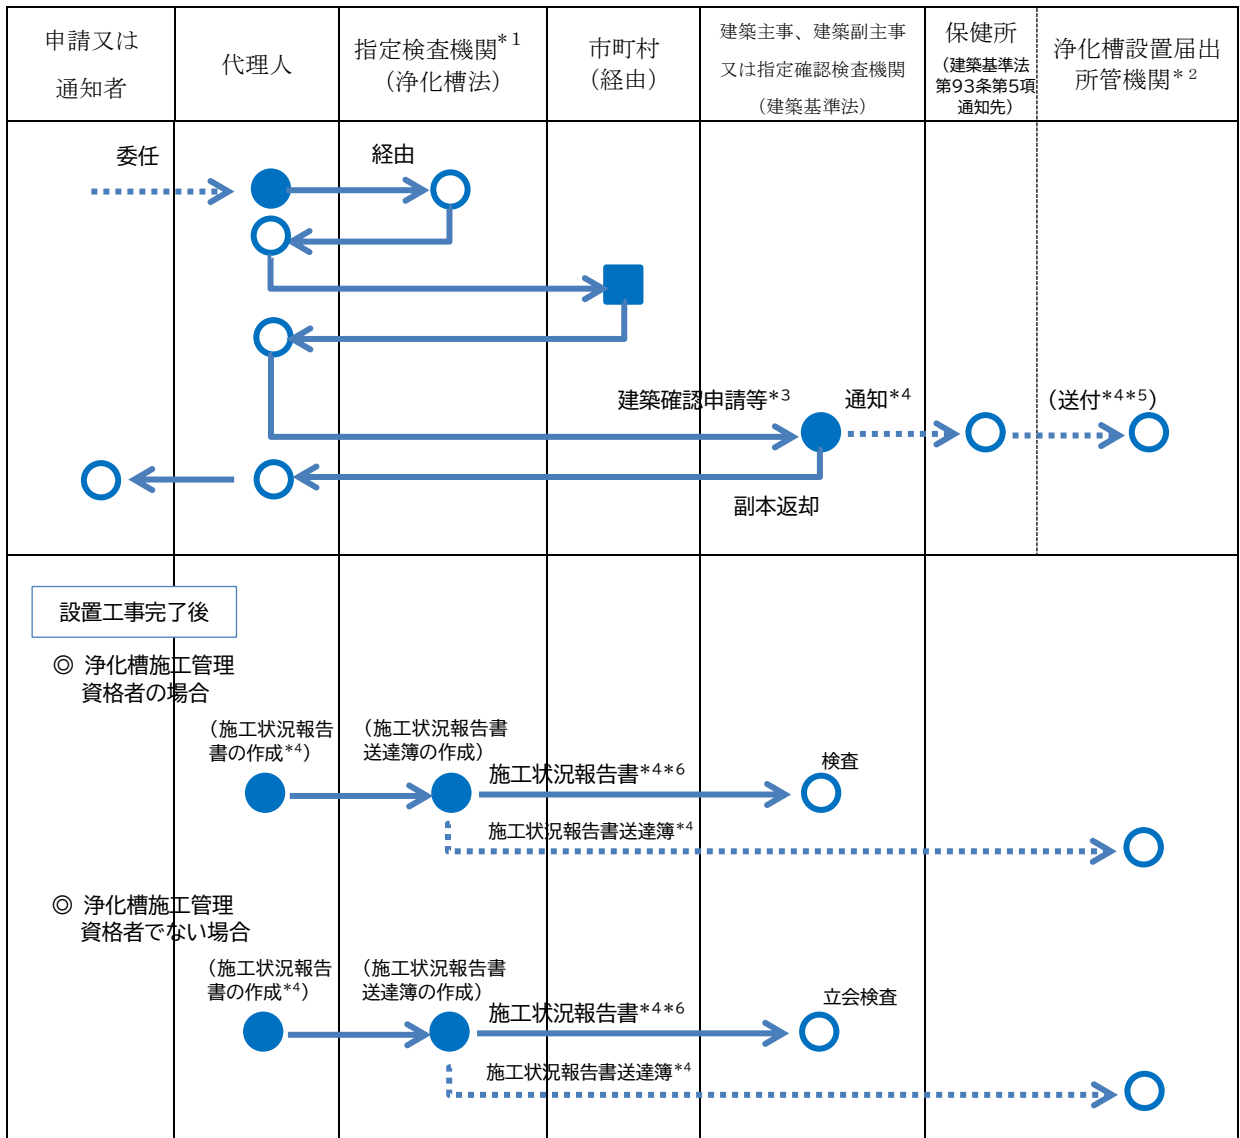 申請又は
通知者
代理人
指定検査機関*1
（浄化槽法）
市町村
（経由）
建築主事、建築副主事
又は指定確認検査機関
（建築基準法）
保健所
（建築基準法
第93条第5項
通知先）
浄化槽設置届出
所管機関*2
委任
経由
建築確認申請等*3
通知*4
（送付*4*5）
副本返却
設置工事完了後
◎ 浄化槽施工管理
資格者の場合
（施工状況報告
書の作成*4）
（施工状況報告書
送達簿の作成）
施工状況報告書*4*6
検査
施工状況報告書送達簿*4
◎ 浄化槽施工管理
資格者でない場合
（施工状況報告
書の作成*4）
（施工状況報告書
送達簿の作成）
施工状況報告書*4*6
立会検査
施工状況報告書送達簿*4